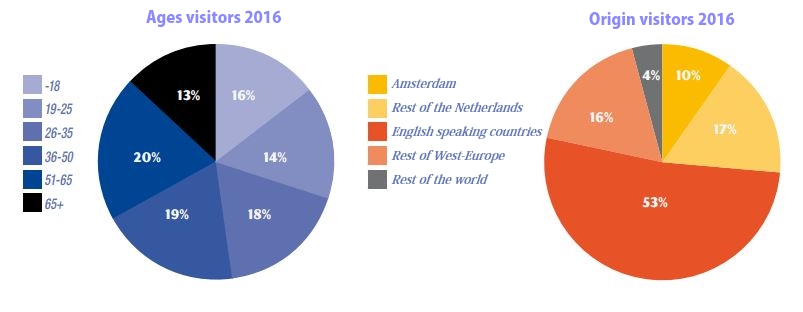 Ages visitors 2016
-18
19-25
26-35
36-50
51-65
65+
16%
14%
18%
19%
20%
13%
Origin visitors 2016
Amsterdam
Rest of the Netherlands
English speaking countries
Rest of West-Europe
Rest of the world
10%
17%
53%
16%
4%